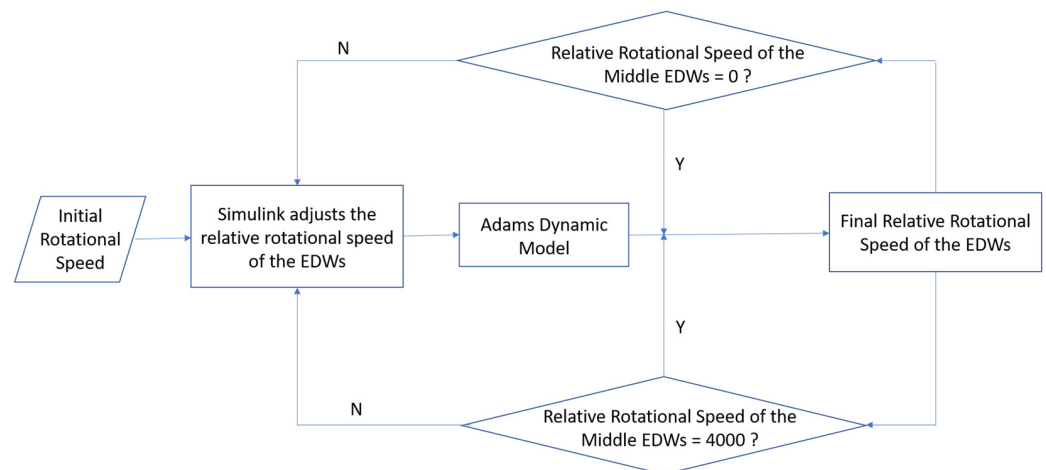 N
Relative Rotational Speed of the
Middle EDWs = 0 ?
Y
Initial
Rotational
Speed
Simulink adjusts the
relative rotational speed
of the EDWs
Adams Dynamic
Model
Final Relative Rotational
Speed of the EDWs
Y
N
Relative Rotational Speed of the
Middle EDWs = 4000 ?